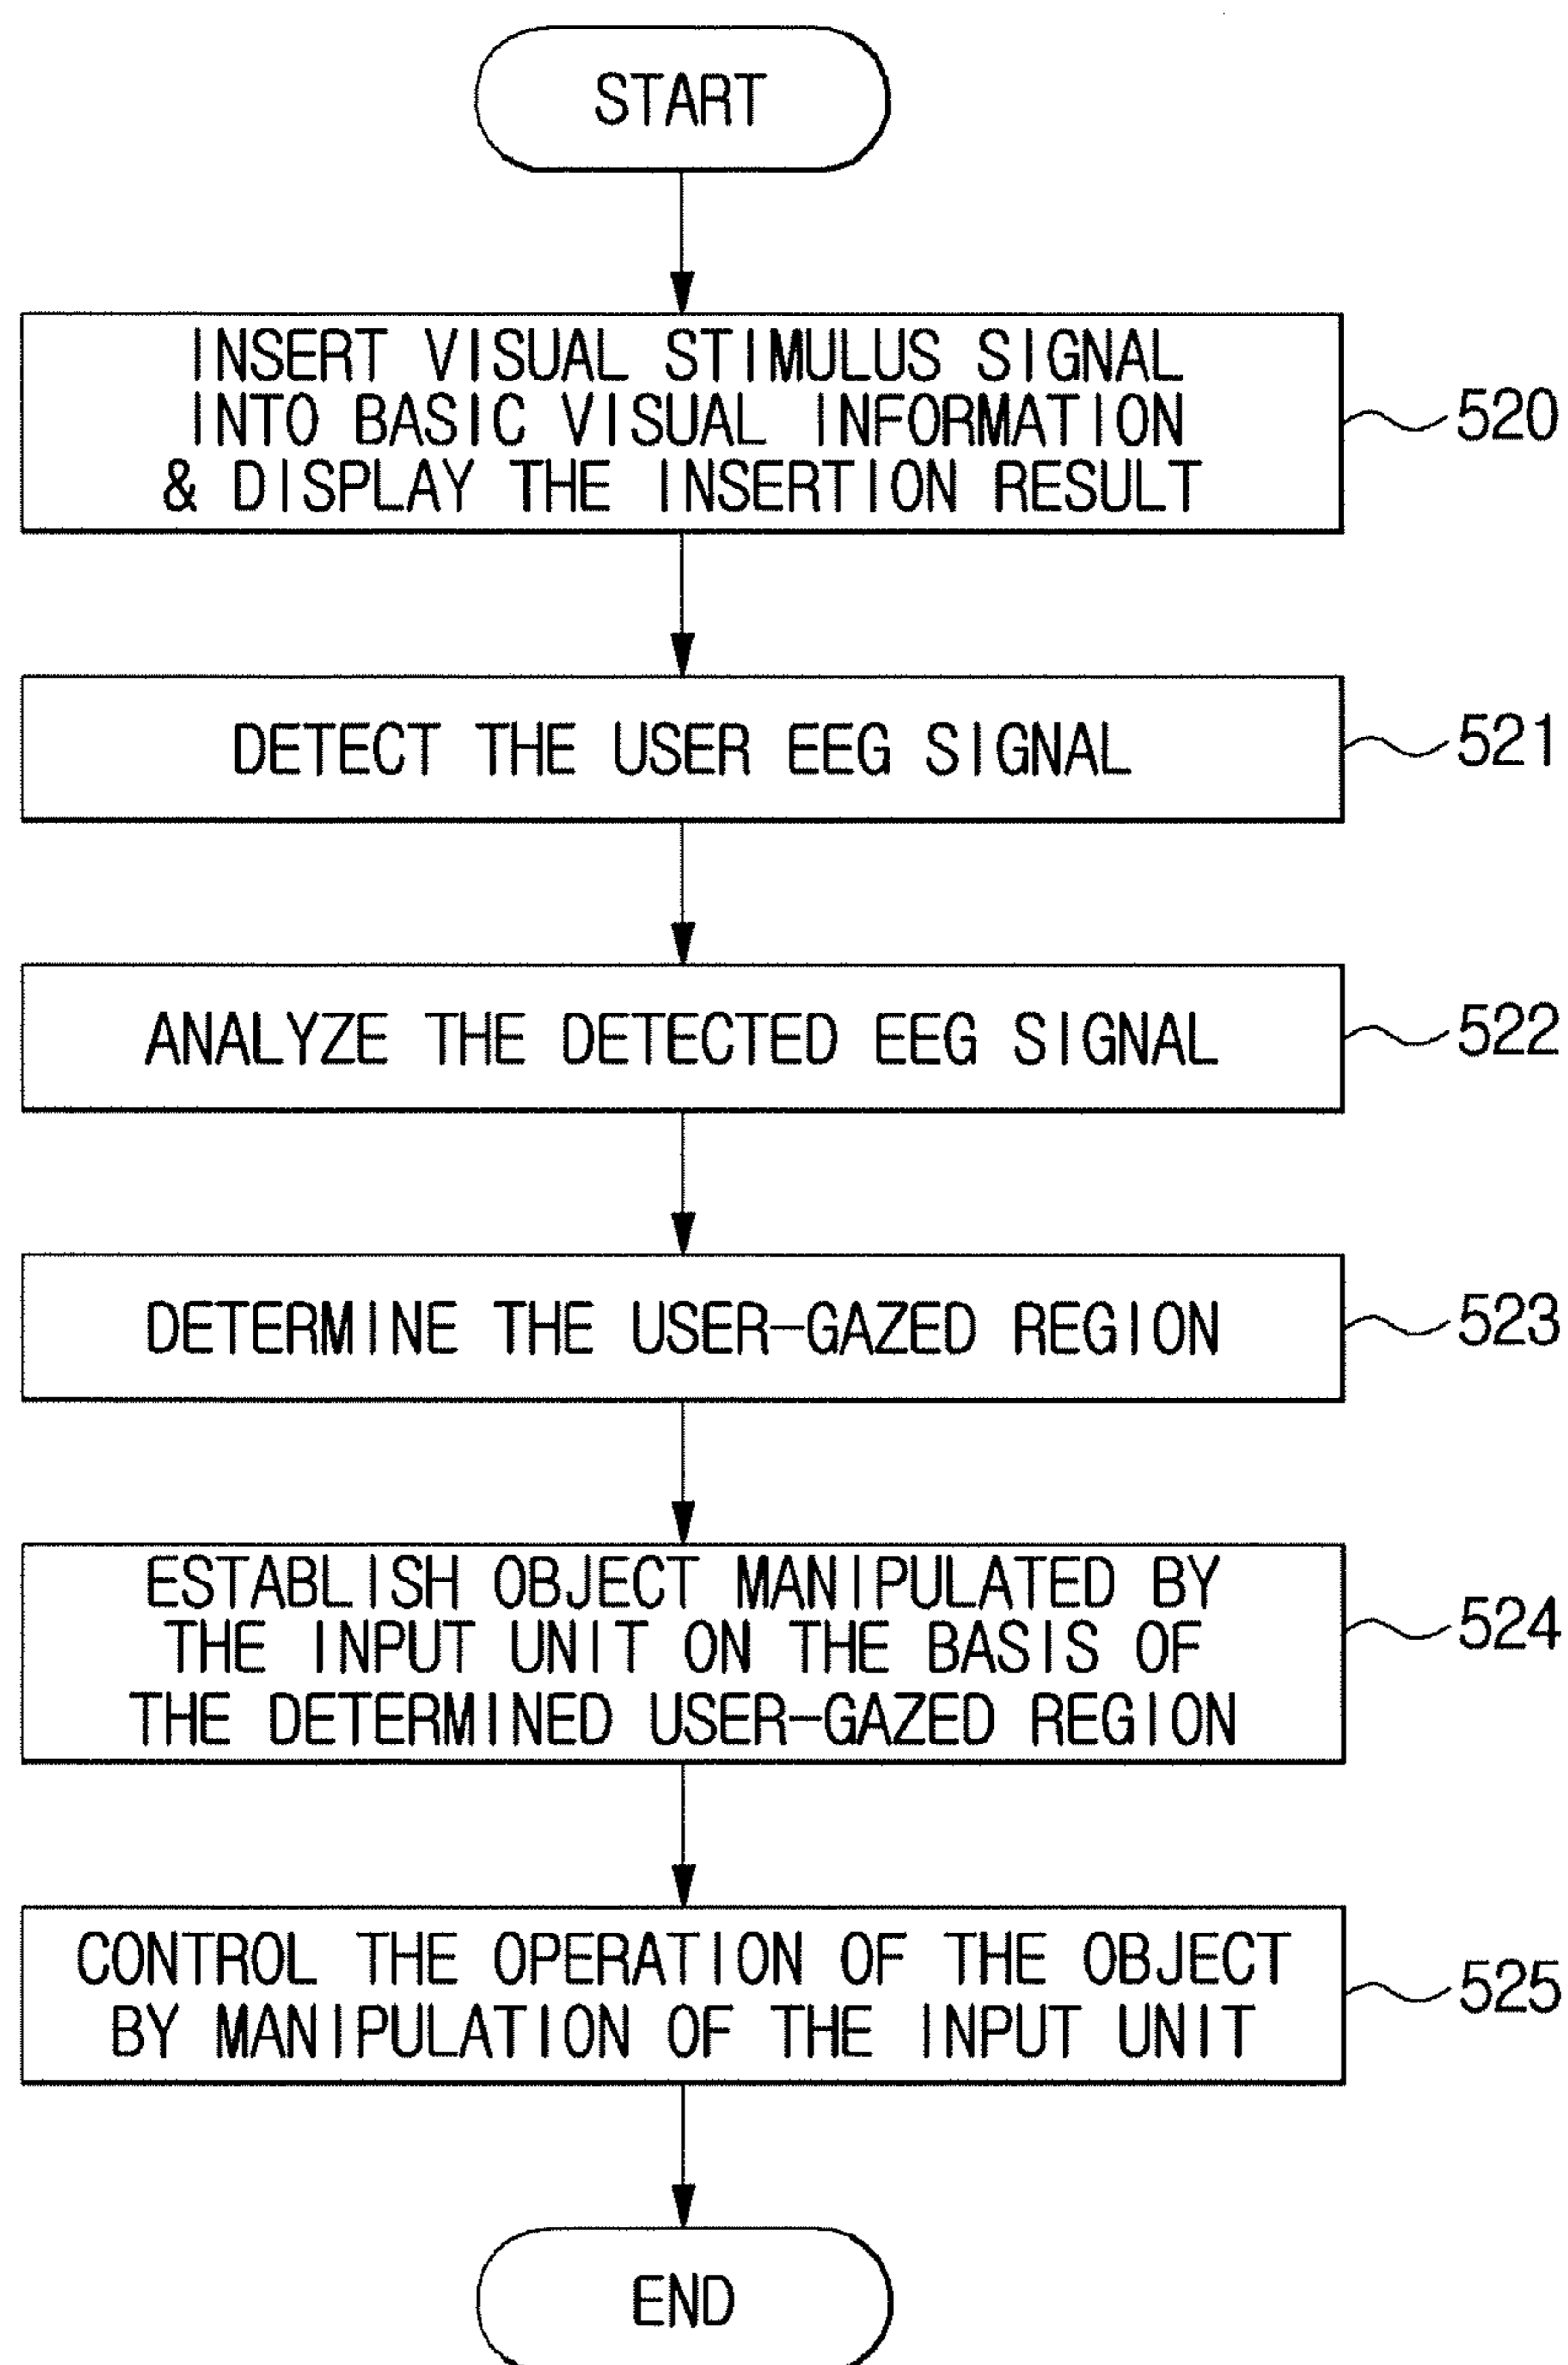 START
INSERT VISUAL STIMULUS SIGNAL
INTO BASIC VISUAL INFORMATION
& DISPLAY THE INSERTION RESULT
520
DETECT THE USER EEG SIGNAL
521
ANALYZE THE DETECTED EEG SIGNAL
522
DETERMINE THE USER-GAZED REGION
523
ESTABLISH OBJECT MANIPULATED BY
THE INPUT UNIT ON THE BASIS OF
THE DETERMINED USER-GAZED REGION
524
CONTROL THE OPERATION OF THE OBJECT
BY MANIPULATION OF THE INPUT UNIT
525
END